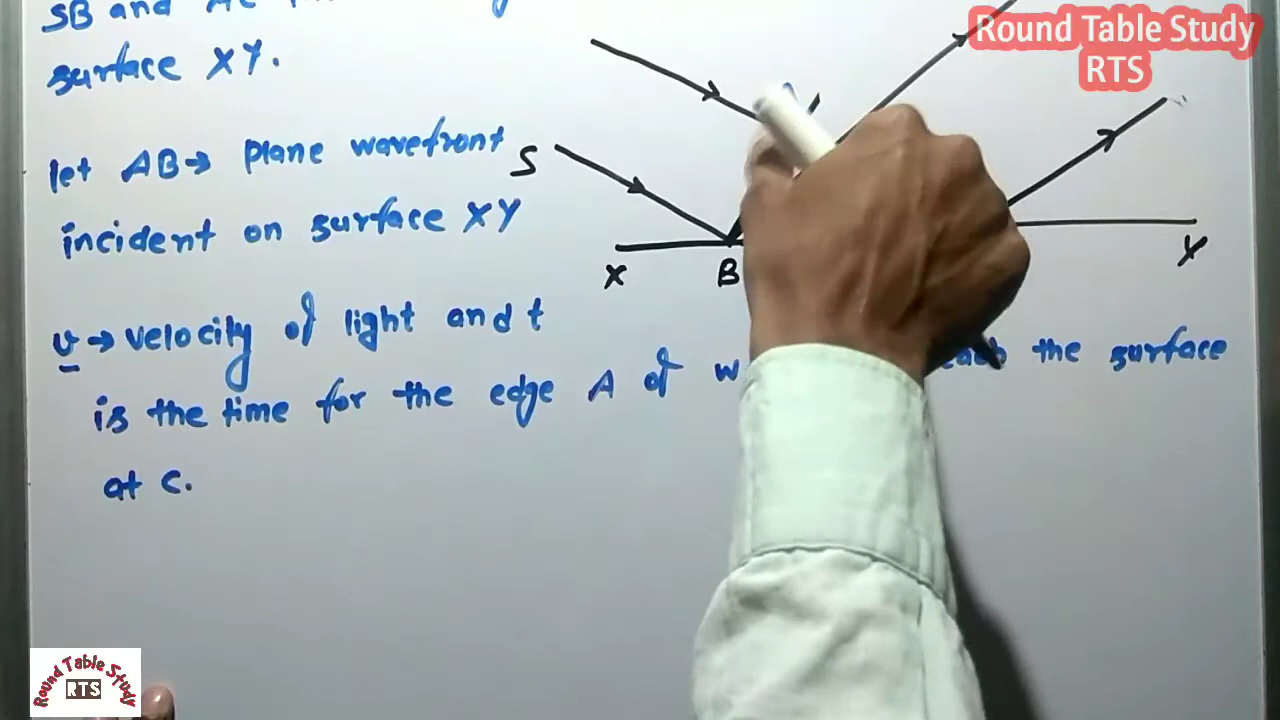 SB and
surface XY.
let AB→ plane wavefront
incident on surface XY
v→ velocity of light and t
is the time for the edge A of the surface
at C.
S
X
B
Y
Round Table Study
RTS
Round Table Study
RTS